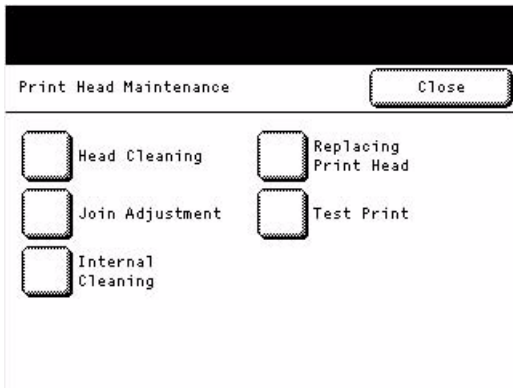 Print Head Maintenance
Close
Head Cleaning
Replacing
Print Head
Join Adjustment
Test Print
Internal
Cleaning